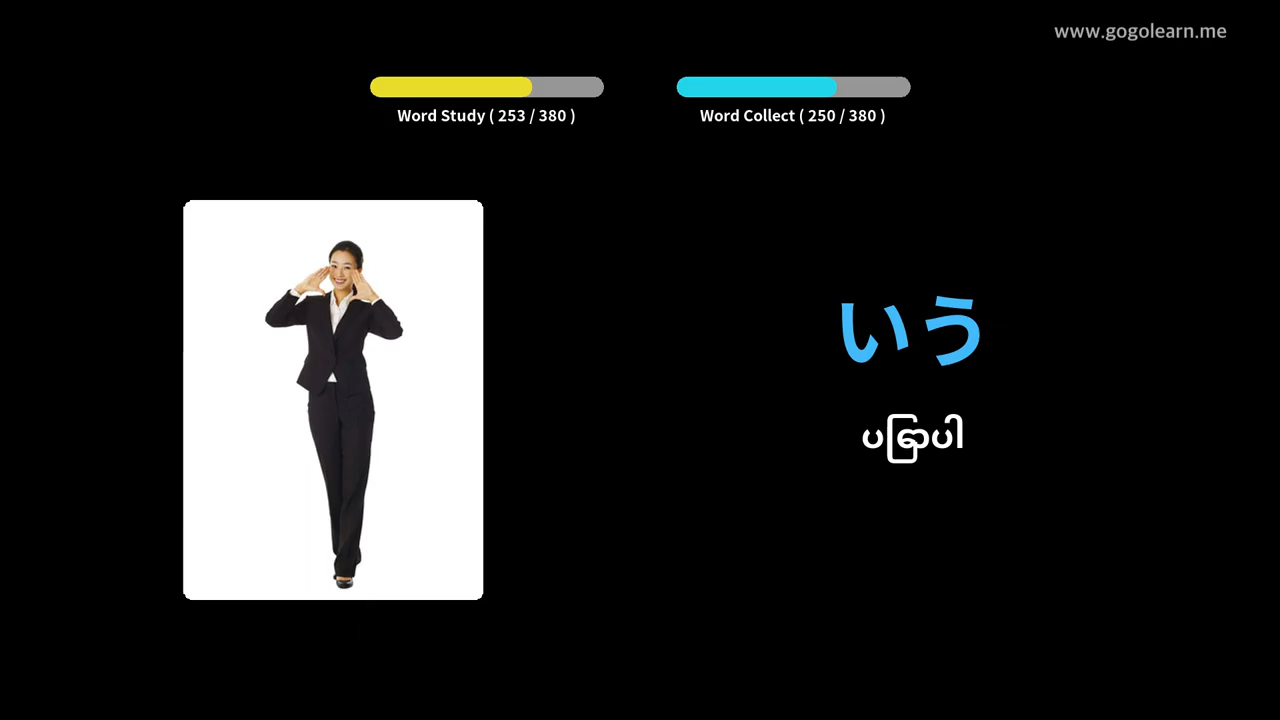 www.gogolearn.me
Word Study ( 253 / 380 )
Word Collect ( 250 / 380 )
いう
ပြောပါ